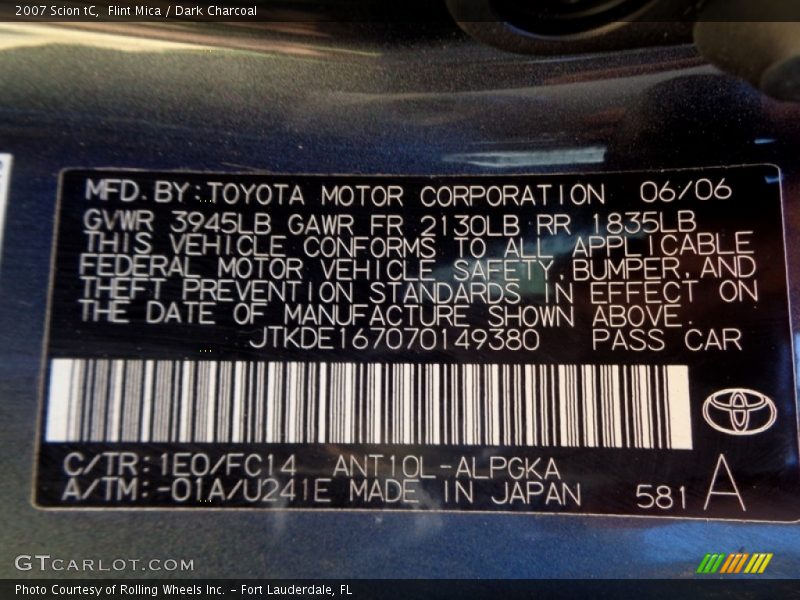 2007 Scion tC,  Flint Mica / Dark Charcoal
MFD. BY: TOYOTA MOTOR CORPORATION 06/06
GVWR 3945LB GAWR FR 2130LB RR 1835LB
THIS VEHICLE CONFORMS TO ALL APPLICABLE
FEDERAL MOTOR VEHICLE SAFETY, BUMPER, AND
THEFT PREVENTION STANDARDS IN EFFECT ON
THE DATE OF MANUFACTURE SHOWN ABOVE.
JTKDE167070149380 PASS CAR
C/TR: 1E0/FC14 ANT10L-ALPGKA
A/TM: -01A/U241E MADE IN JAPAN 581 A
GTCARLOT.COM
Photo Courtesy of Rolling Wheels Inc. - Fort Lauderdale, FL